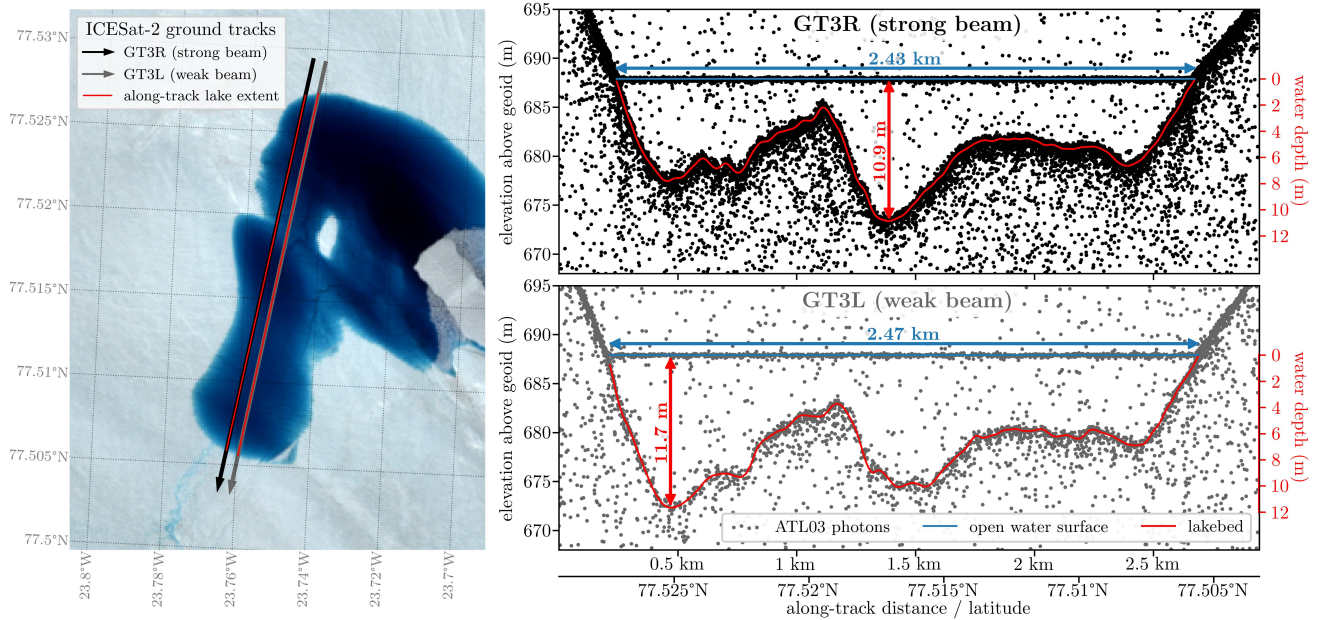 ICESat-2 ground tracks
GT3R (strong beam)
GT3L (weak beam)
along-track lake extent
77.53°N
77.525°N
77.52°N
77.515°N
77.51°N
77.505°N
77.5°N
23.8°W
23.78°W
23.76°W
23.74°W
23.72°W
23.7°W
GT3R (strong beam)
2.43 km
10.9 m
elevation above geoid (m)
695
690
685
680
675
670
water depth (m)
0
2
4
6
8
10
12
GT3L (weak beam)
2.47 km
11.7 m
elevation above geoid (m)
695
690
685
680
675
670
water depth (m)
0
2
4
6
8
10
12
ATL03 photons
open water surface
lakebed
0.5 km
1 km
1.5 km
2 km
2.5 km
77.525°N
77.52°N
77.515°N
77.51°N
77.505°N
along-track distance / latitude